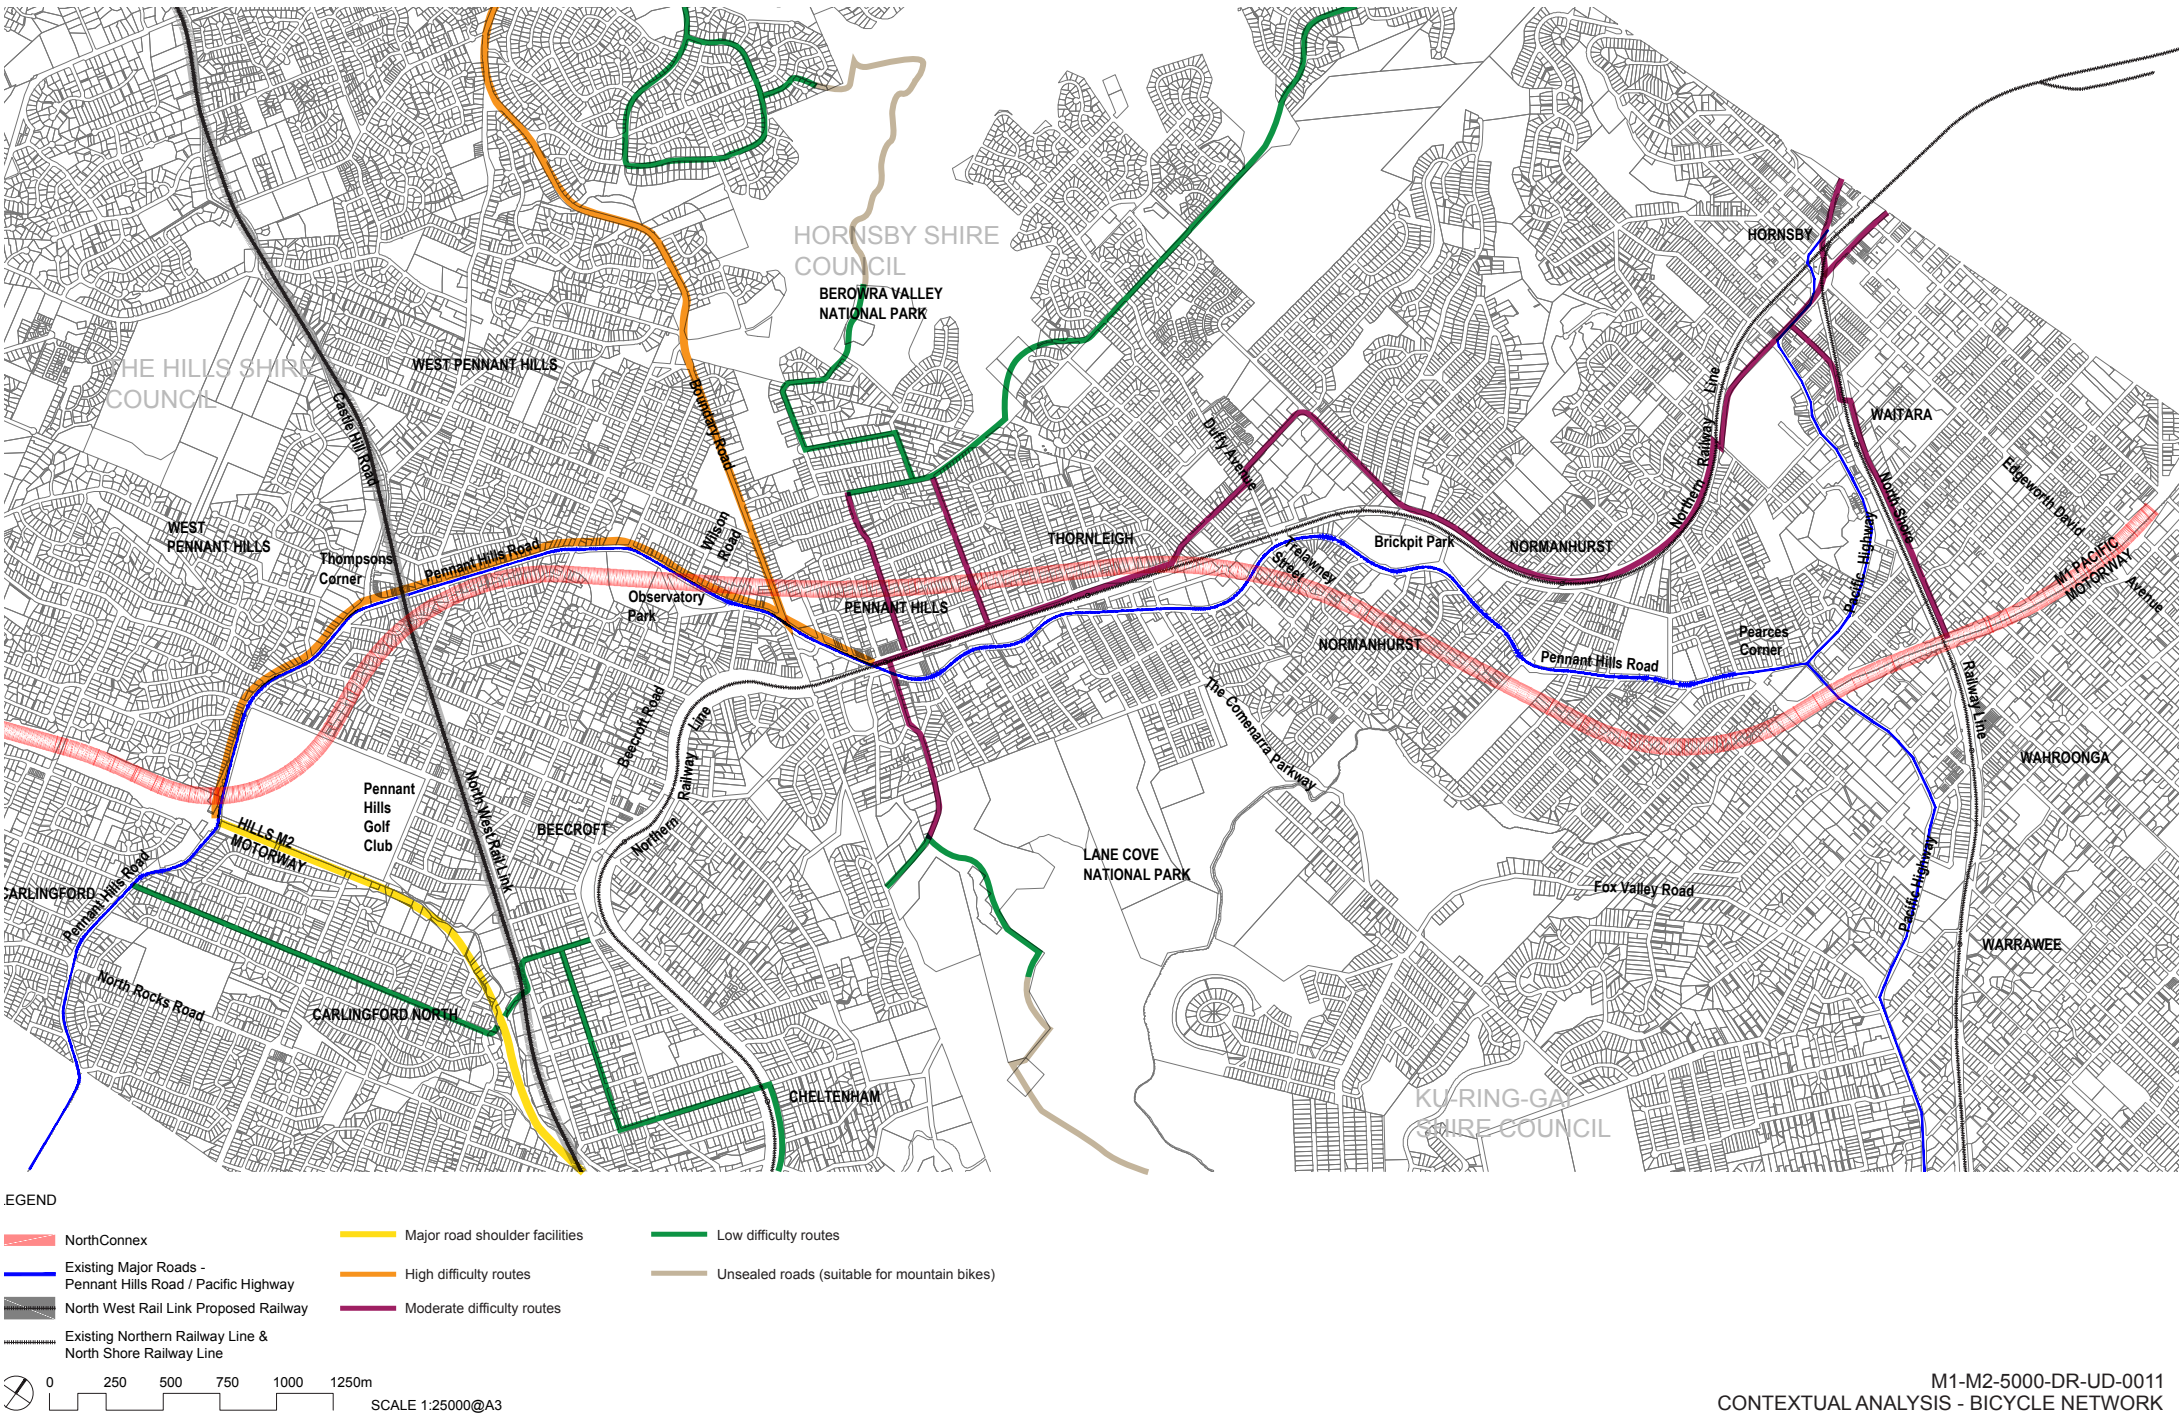 HORNSBY SHIRE
COUNCIL
HORNSBY
BEROWRA VALLEY
NATIONAL PARK
THE HILLS SHIRE
COUNCIL
WEST PENNANT HILLS
Castle Hill Road
Boundary Road
Duffy Avenue
Northern Railway Line
WAITARA
North Shore
Edgeworth David
Avenue
WEST
PENNANT HILLS
Thompsons
Corner
Pennant Hills Road
Wilson
Road
THORNLEIGH
Trelawney
Street
Brickpit Park
NORMANHURST
Pacific Highway
M1 PACIFIC
MOTORWAY
Observatory
Park
PENNANT HILLS
NORMANHURST
Pennant Hills Road
Pearces
Corner
Railway Line
Beecroft Road
The Comenarra Parkway
WAHROONGA
Pennant
Hills
Golf
Club
North West Rail Link
BEECROFT
Northern Railway Line
HILLS M2
MOTORWAY
LANE COVE
NATIONAL PARK
CARLINGFORD
Pennant Hills Road
Fox Valley Road
Pacific Highway
WARRAWEE
North Rocks Road
CARLINGFORD NORTH
CHELTENHAM
KU-RING-GAI
SHIRE COUNCIL
LEGEND
NorthConnex
Existing Major Roads -
Pennant Hills Road / Pacific Highway
North West Rail Link Proposed Railway
Existing Northern Railway Line &
North Shore Railway Line
Major road shoulder facilities
High difficulty routes
Moderate difficulty routes
Low difficulty routes
Unsealed roads (suitable for mountain bikes)
0 250 500 750 1000 1250m
SCALE 1:25000@A3
M1-M2-5000-DR-UD-0011
CONTEXTUAL ANALYSIS - BICYCLE NETWORK